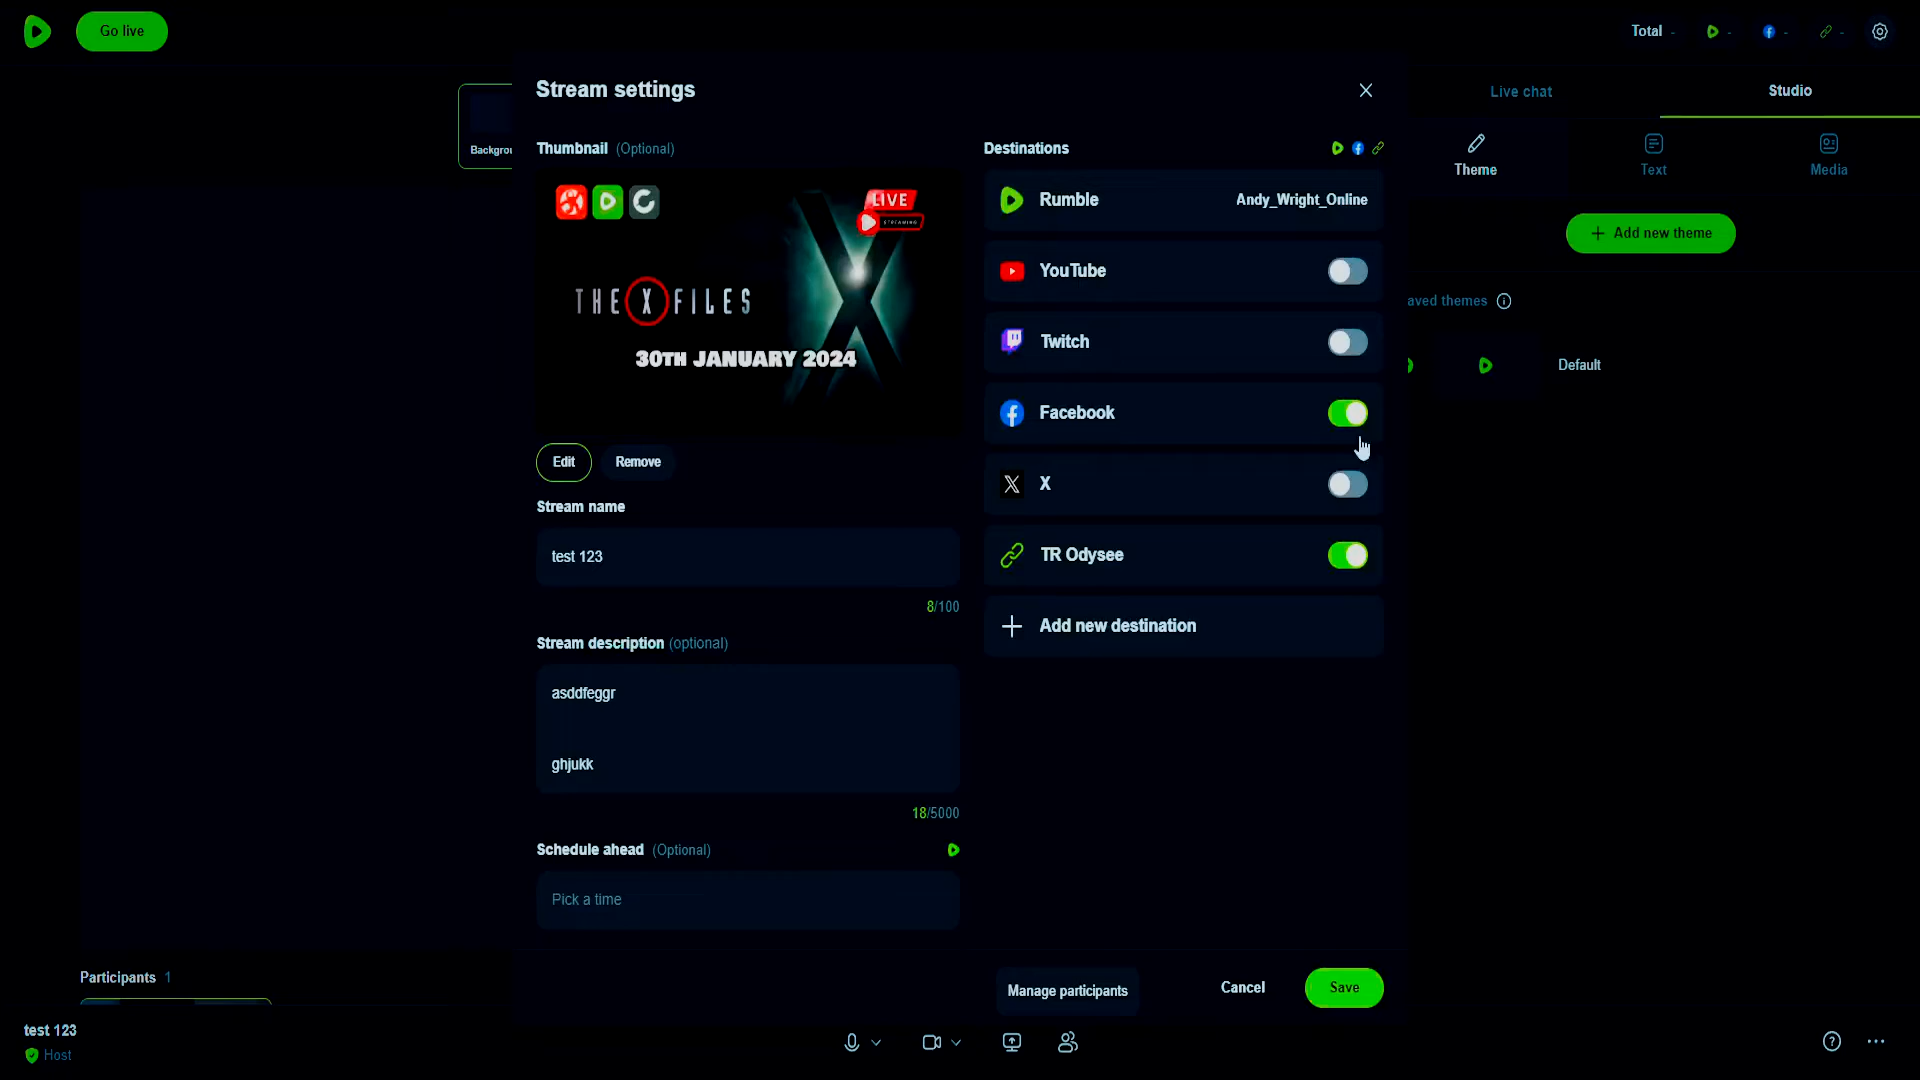 Go live
Total - - - -
Stream settings
Live chat
Studio
Backgrou
Thumbnail (Optional)
Destinations
Theme
Text
Media
LIVE
STREAMING
THE X FILES
30TH JANUARY 2024
Rumble
Andy_Wright_Online
YouTube
Twitch
Facebook
X
TR Odysee
Add new destination
Add new theme
aved themes
Default
Edit
Remove
Stream name
test 123
8/100
Stream description (optional)
asddfeggr
ghjukk
18/5000
Schedule ahead (Optional)
Pick a time
Participants 1
Manage participants
Cancel
Save
test 123
Host